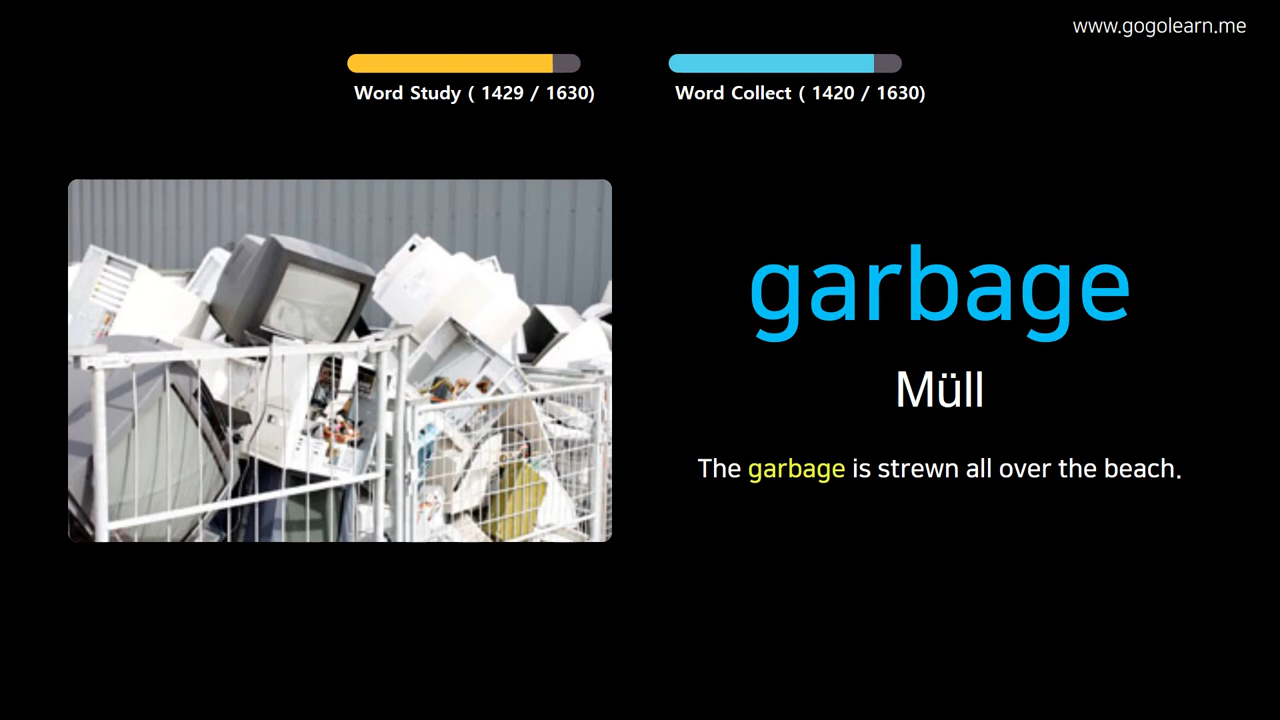 www.gogolearn.me
Word Study ( 1429 / 1630)
Word Collect ( 1420 / 1630)
garbage
Müll
The garbage is strewn all over the beach.